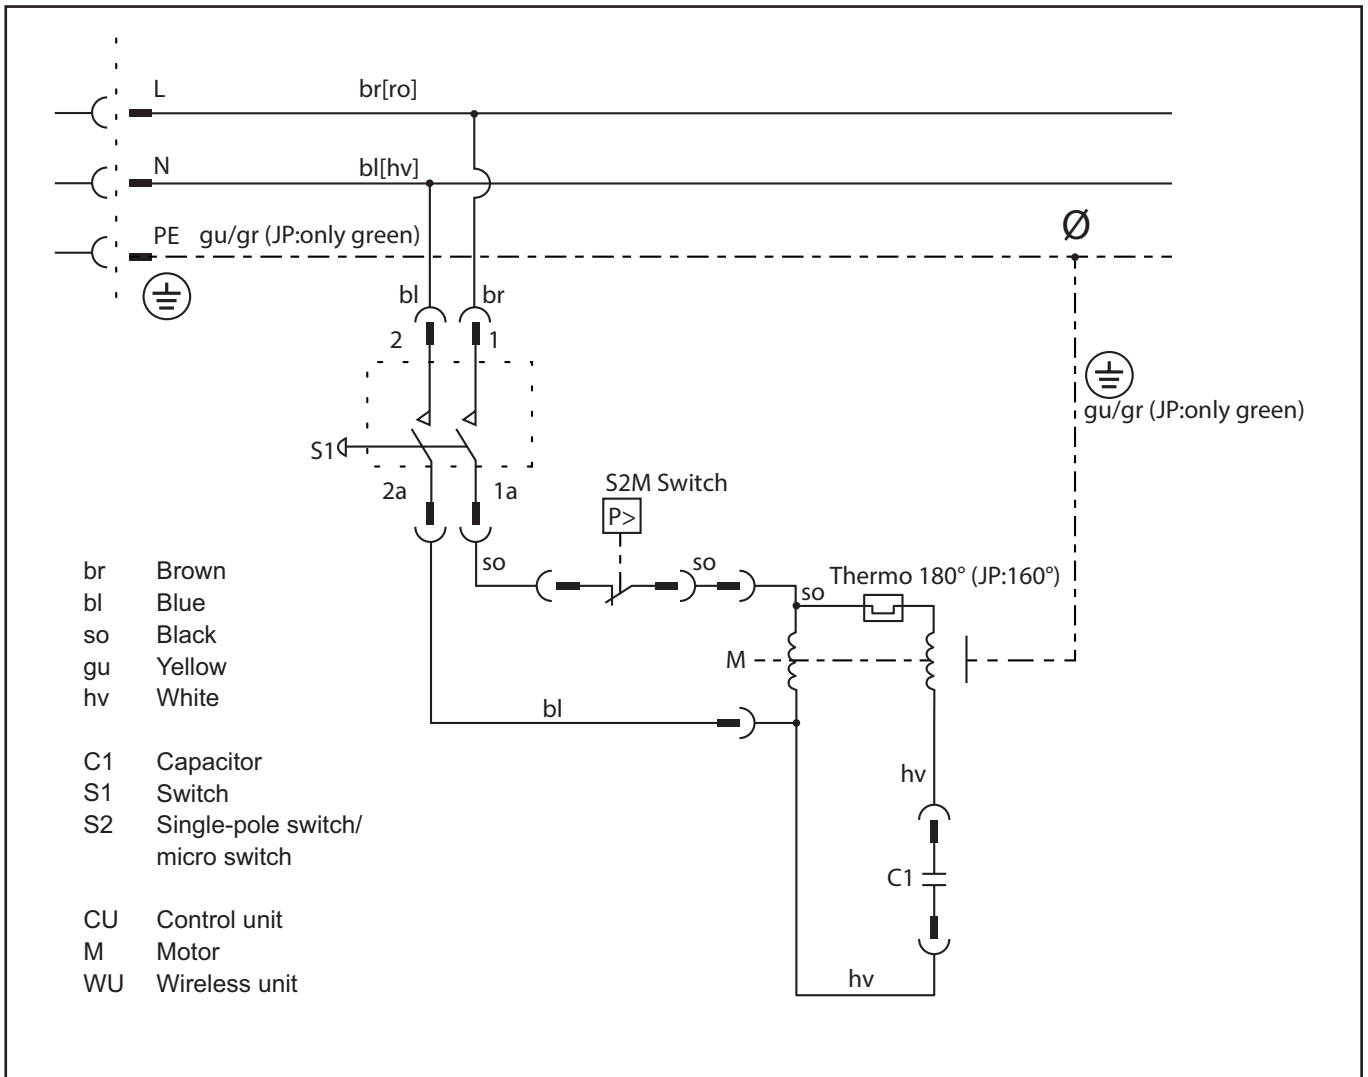 L br[ro]
N bl[hv]
PE gu/gr (JP:only green) Ø
bl br
2 1
gu/gr (JP:only green)
S1
2a 1a
S2M Switch
P>
so so
Thermo 180° (JP:160°)
so
M
bl
hv
C1
hv
br Brown
bl Blue
so Black
gu Yellow
hv White
C1 Capacitor
S1 Switch
S2 Single-pole switch/
micro switch
CU Control unit
M Motor
WU Wireless unit